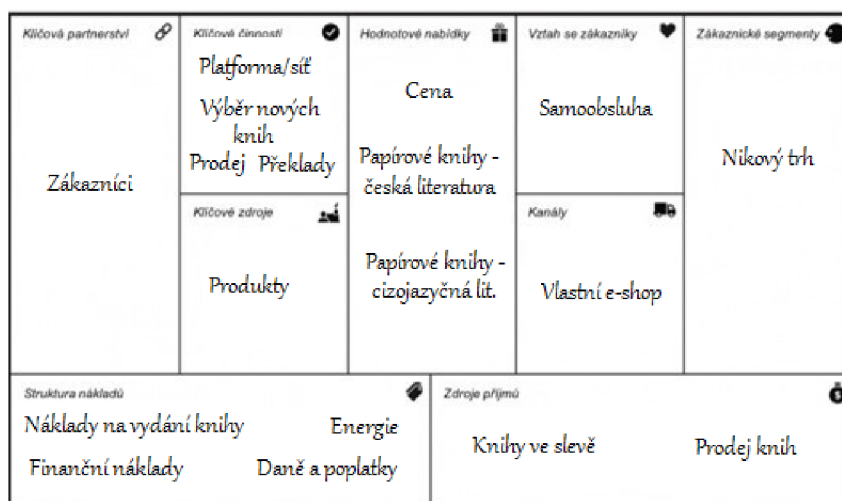 Klíčová partnerství
Zákazníci
Klíčové činnosti
Platforma/síť
Výběr nových
knih
Prodej Překlady
Klíčové zdroje
Produkty
Hodnotové nabídky
Cena
Papírové knihy -
česká literatura
Papírové knihy -
cizojazyčná lit.
Vztah se zákazníky
Samoobsluha
Kanály
Vlastní e-shop
Zákaznické segmenty
Nikový trh
Struktura nákladů
Náklady na vydání knihy Energie
Finanční náklady Daně a poplatky
Zdroje příjmů
Knihy ve slevě Prodej knih